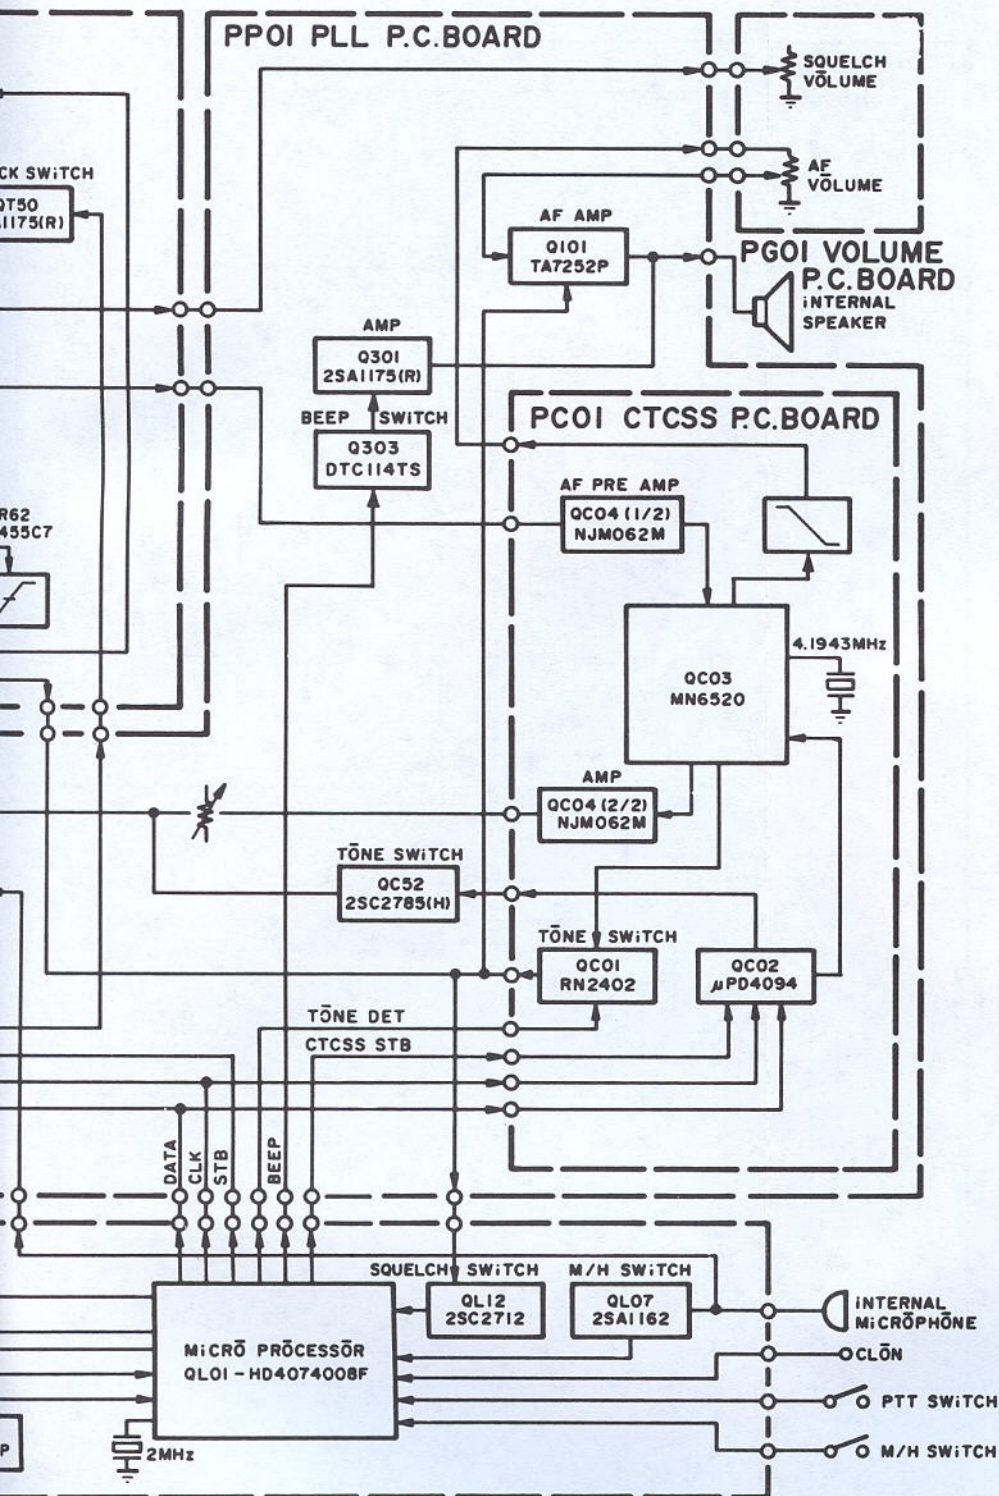 PP01 PLL P.C.BOARD
SQUELCH
VOLUME
AF
VOLUME
CK SWITCH
QT50
A1175(R)
AF AMP
Q101
TA7252P
PG01 VOLUME
P.C.BOARD
INTERNAL
SPEAKER
AMP
Q301
2SA1175(R)
BEEP SWITCH
Q303
DTC114TS
PC01 CTCSS P.C.BOARD
AF PRE AMP
QC04 (1/2)
NJM062M
R62
455C7
4.1943MHz
QC03
MN6520
AMP
QC04 (2/2)
NJM062M
TONE SWITCH
QC52
2SC2785(H)
TONE SWITCH
QC01
RN2402
QC02
µPD4094
TONE DET
CTCSS STB
DATA
CLK
STB
BEEP
SQUELCH SWITCH
QL12
2SC2712
M/H SWITCH
QL07
2SA1162
INTERNAL
MICROPHONE
MICRO PROCESSOR
QL01-HD4074008F
CLON
PTT SWITCH
2MHz
M/H SWITCH
P